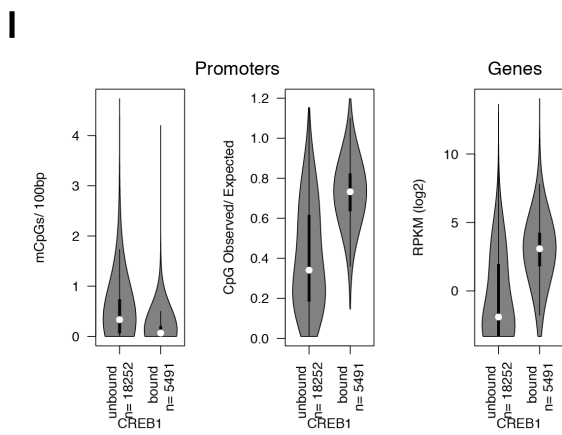 I
Promoters
Genes
mCpGs/ 100bp
4
3
2
1
0
unbound
n= 18252
bound
n= 5491
CREB1
CpG Observed/ Expected
1.2
1.0
0.8
0.6
0.4
0.2
0.0
unbound
n= 18252
bound
n= 5491
CREB1
RPKM (log2)
10
5
0
unbound
n= 18252
bound
n= 5491
CREB1